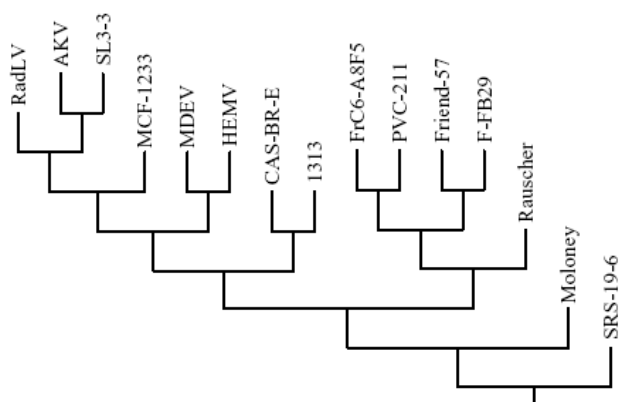 RadLV
AKV
SL3-3
MCF-1233
MDEV
HEMV
CAS-BR-E
1313
FrC6-A8F5
PVC-211
Friend-57
F-FB29
Rauscher
Moloney
SRS-19-6